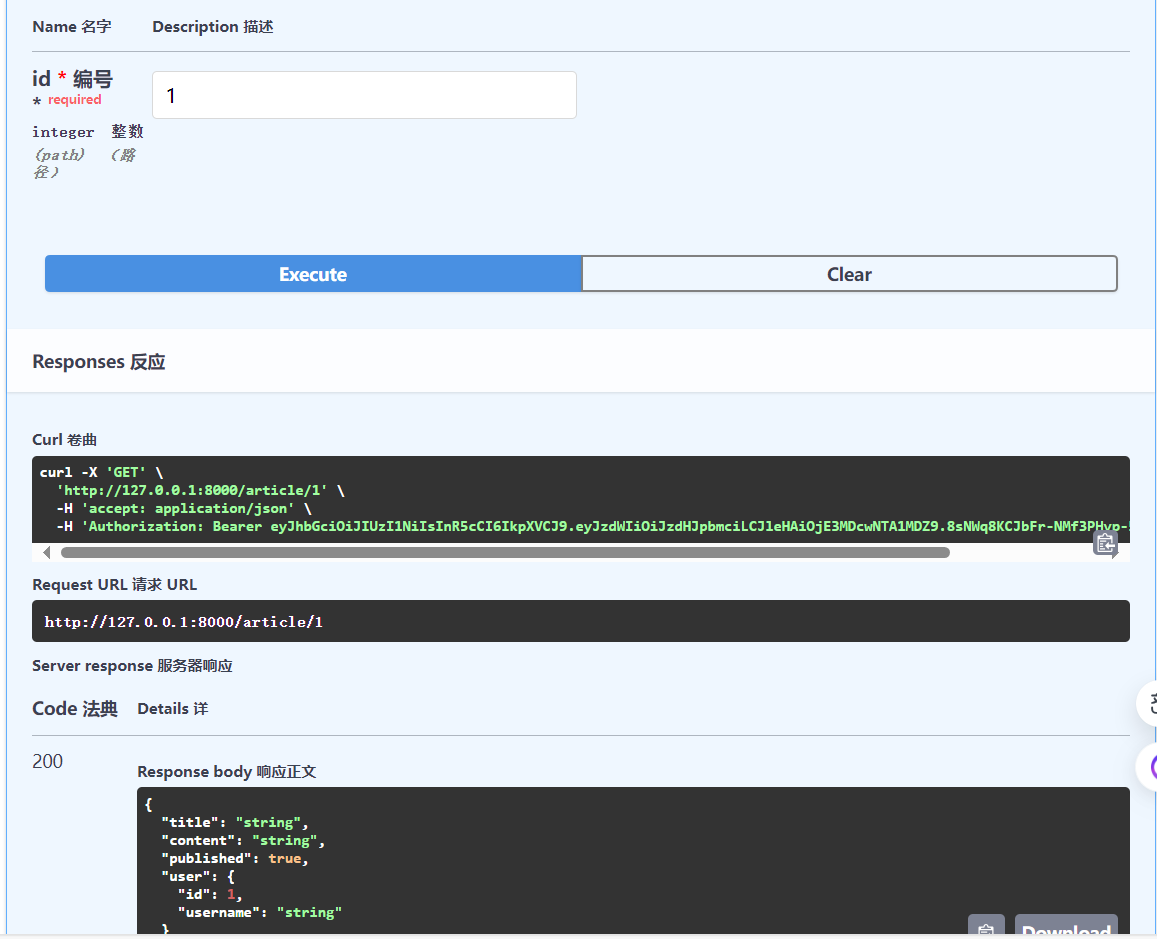 Name 名字 Description 描述
id * 编号
* required
1
integer 整数
(path) （路
径）
Execute Clear
Responses 反应
Curl 卷曲
curl -X 'GET' \
'http://127.0.0.1:8000/article/1' \
-H 'accept: application/json' \
-H 'Authorization: Bearer eyJhbGciOiJIUzI1NiIsInR5cCI6IkpXVCJ9.eyJzdWIiOiJzdHJpbmciLCJleHAiOjE3MDcwNTA1MDZ9.8sNWq8KCJbFr-NMf3PHvp-
Request URL 请求 URL
http://127.0.0.1:8000/article/1
Server response 服务器响应
Code 法典 Details 详
200
Response body 响应正文
{
"title": "string",
"content": "string",
"published": true,
"user": {
"id": 1,
"username": "string"
}
Download